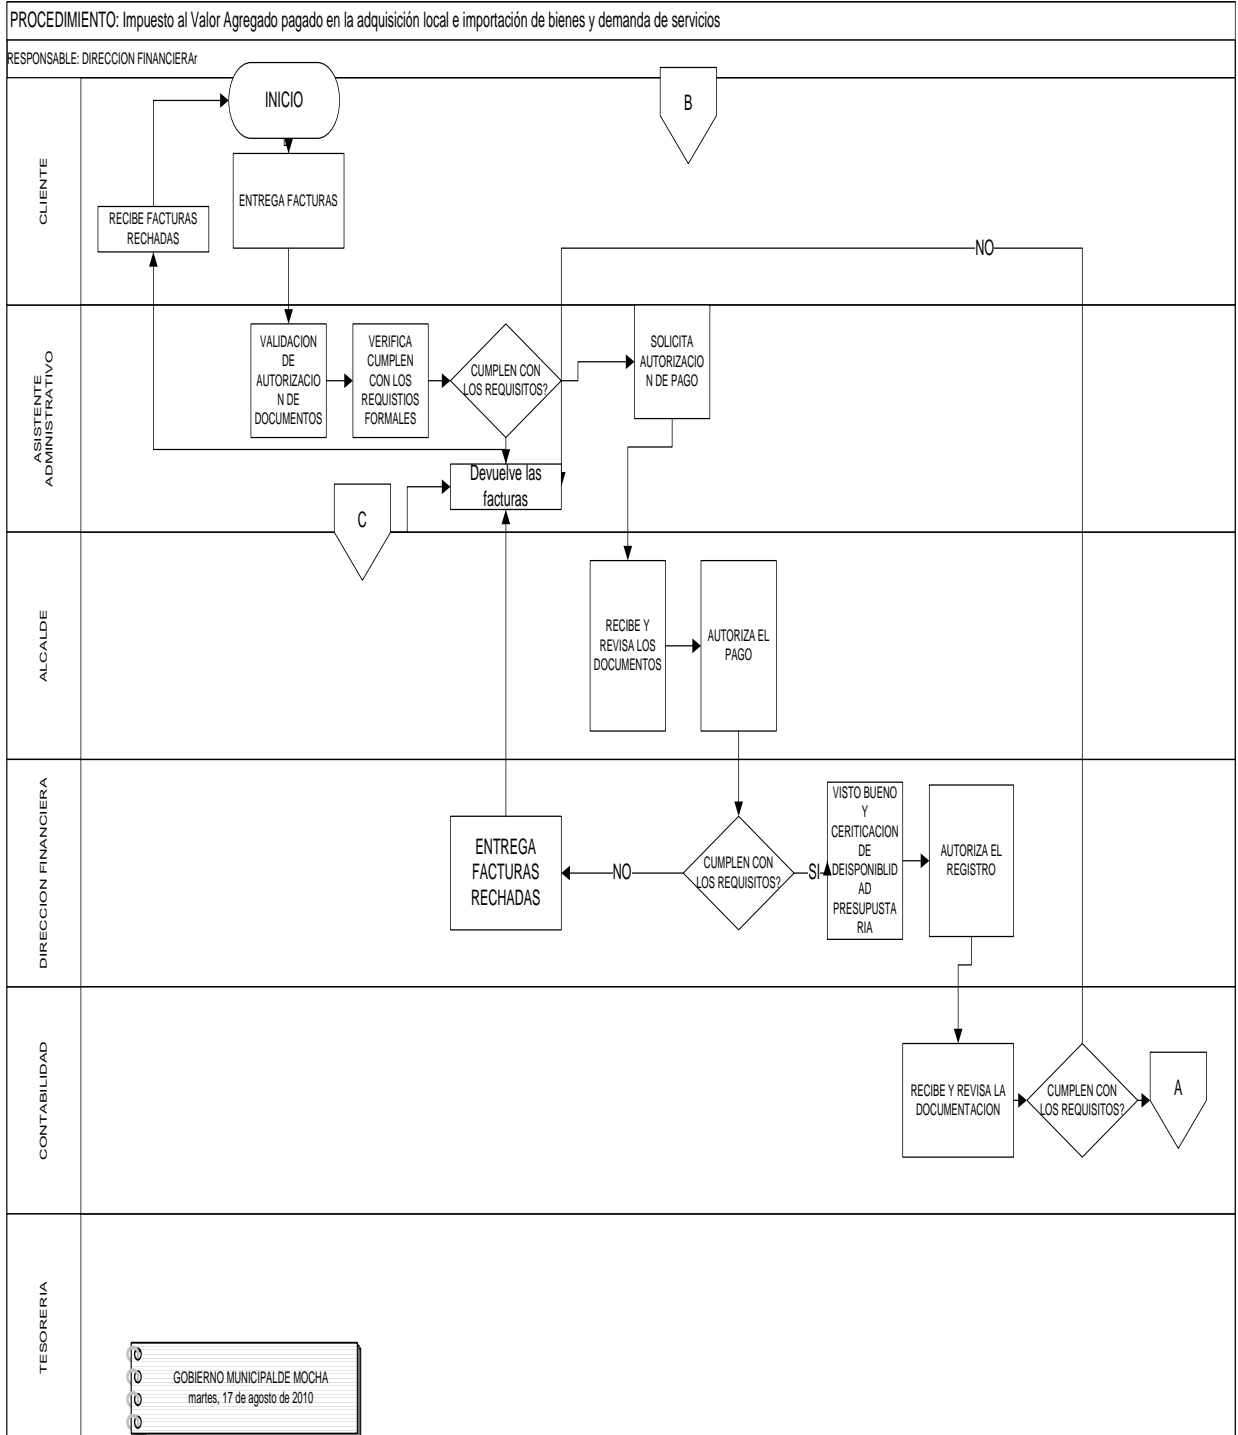 PROCEDIMIENTO: Impuesto al Valor Agregado pagado en la adquisición local e importación de bienes y demanda de servicios
RESPONSABLE: DIRECCION FINANCIERAr
CLIENTE
INICIO
B
ENTREGA FACTURAS
RECIBE FACTURAS
RECHADAS
NO
ASISTENTE
ADMINISTRATIVO
VALIDACION
DE
AUTORIZACIO
N DE
DOCUMENTOS
VERIFICA
CUMPLEN
CON LOS
REQUISTIOS
FORMALES
CUMPLEN CON
LOS REQUISITOS?
SOLICITA
AUTORIZACIO
N DE PAGO
Devuelve las
facturas
C
ALCALDE
RECIBE Y
REVISA LOS
DOCUMENTOS
AUTORIZA EL
PAGO
DIRECCION FINANCIERA
ENTREGA
FACTURAS
RECHADAS
NO
CUMPLEN CON
LOS REQUISITOS?
SI
VISTO BUENO
Y
CERITICACION
DE
DEISPONIBLID
AD
PRESUPUSTA
RIA
AUTORIZA EL
REGISTRO
CONTABILIDAD
RECIBE Y REVISA LA
DOCUMENTACION
CUMPLEN CON
LOS REQUISITOS?
A
TESORERIA
GOBIERNO MUNICIPALDE MOCHA
martes, 17 de agosto de 2010